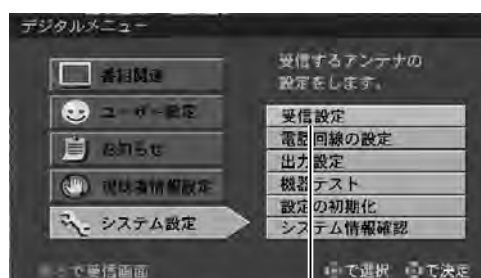 デジタルメニュー
番組関連
ユーザー設定
お知らせ
視聴者情報設定
システム設定
受信するアンテナの
設定をします。
受信設定
電話回線の設定
出力設定
機器テスト
設定の初期化
システム情報確認
で受信画面
で選択
で決定